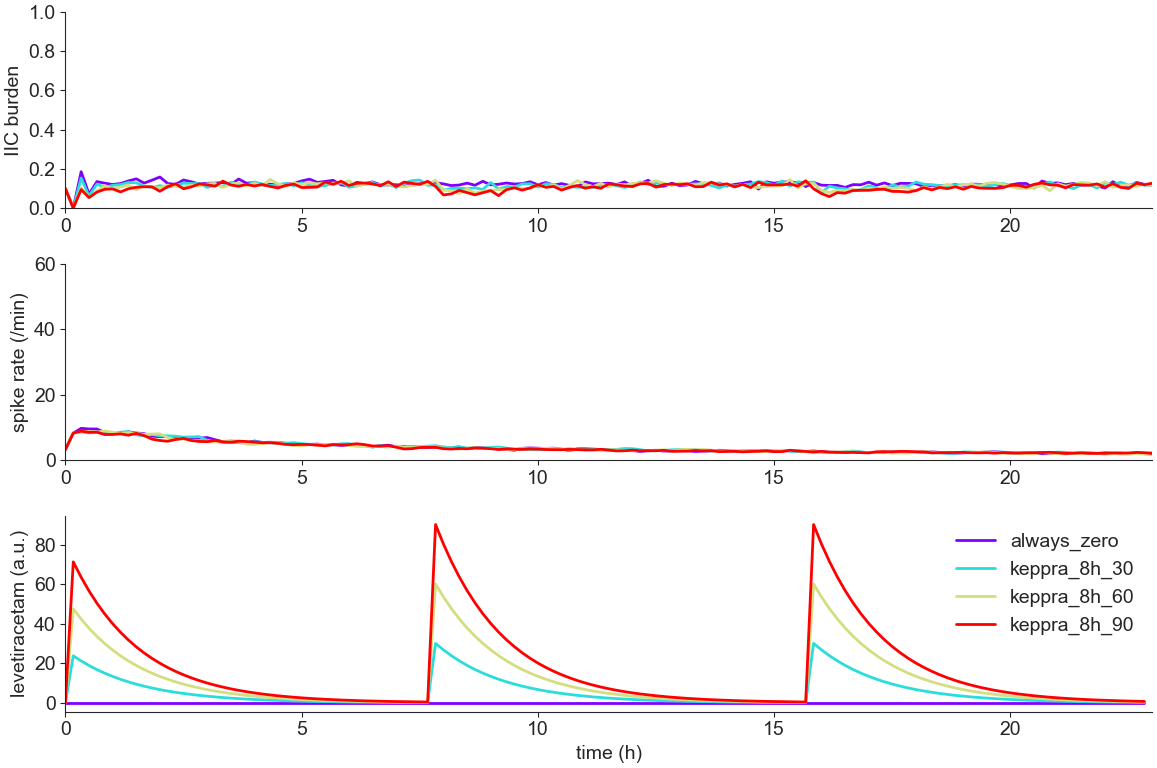 IIC burden
1.0
0.8
0.6
0.4
0.2
0.0
0 5 10 15 20
spike rate (/min)
60
40
20
0
0 5 10 15 20
levetiracetam (a.u.)
80
60
40
20
0
always_zero
keppra_8h_30
keppra_8h_60
keppra_8h_90
0 5 10 15 20
time (h)